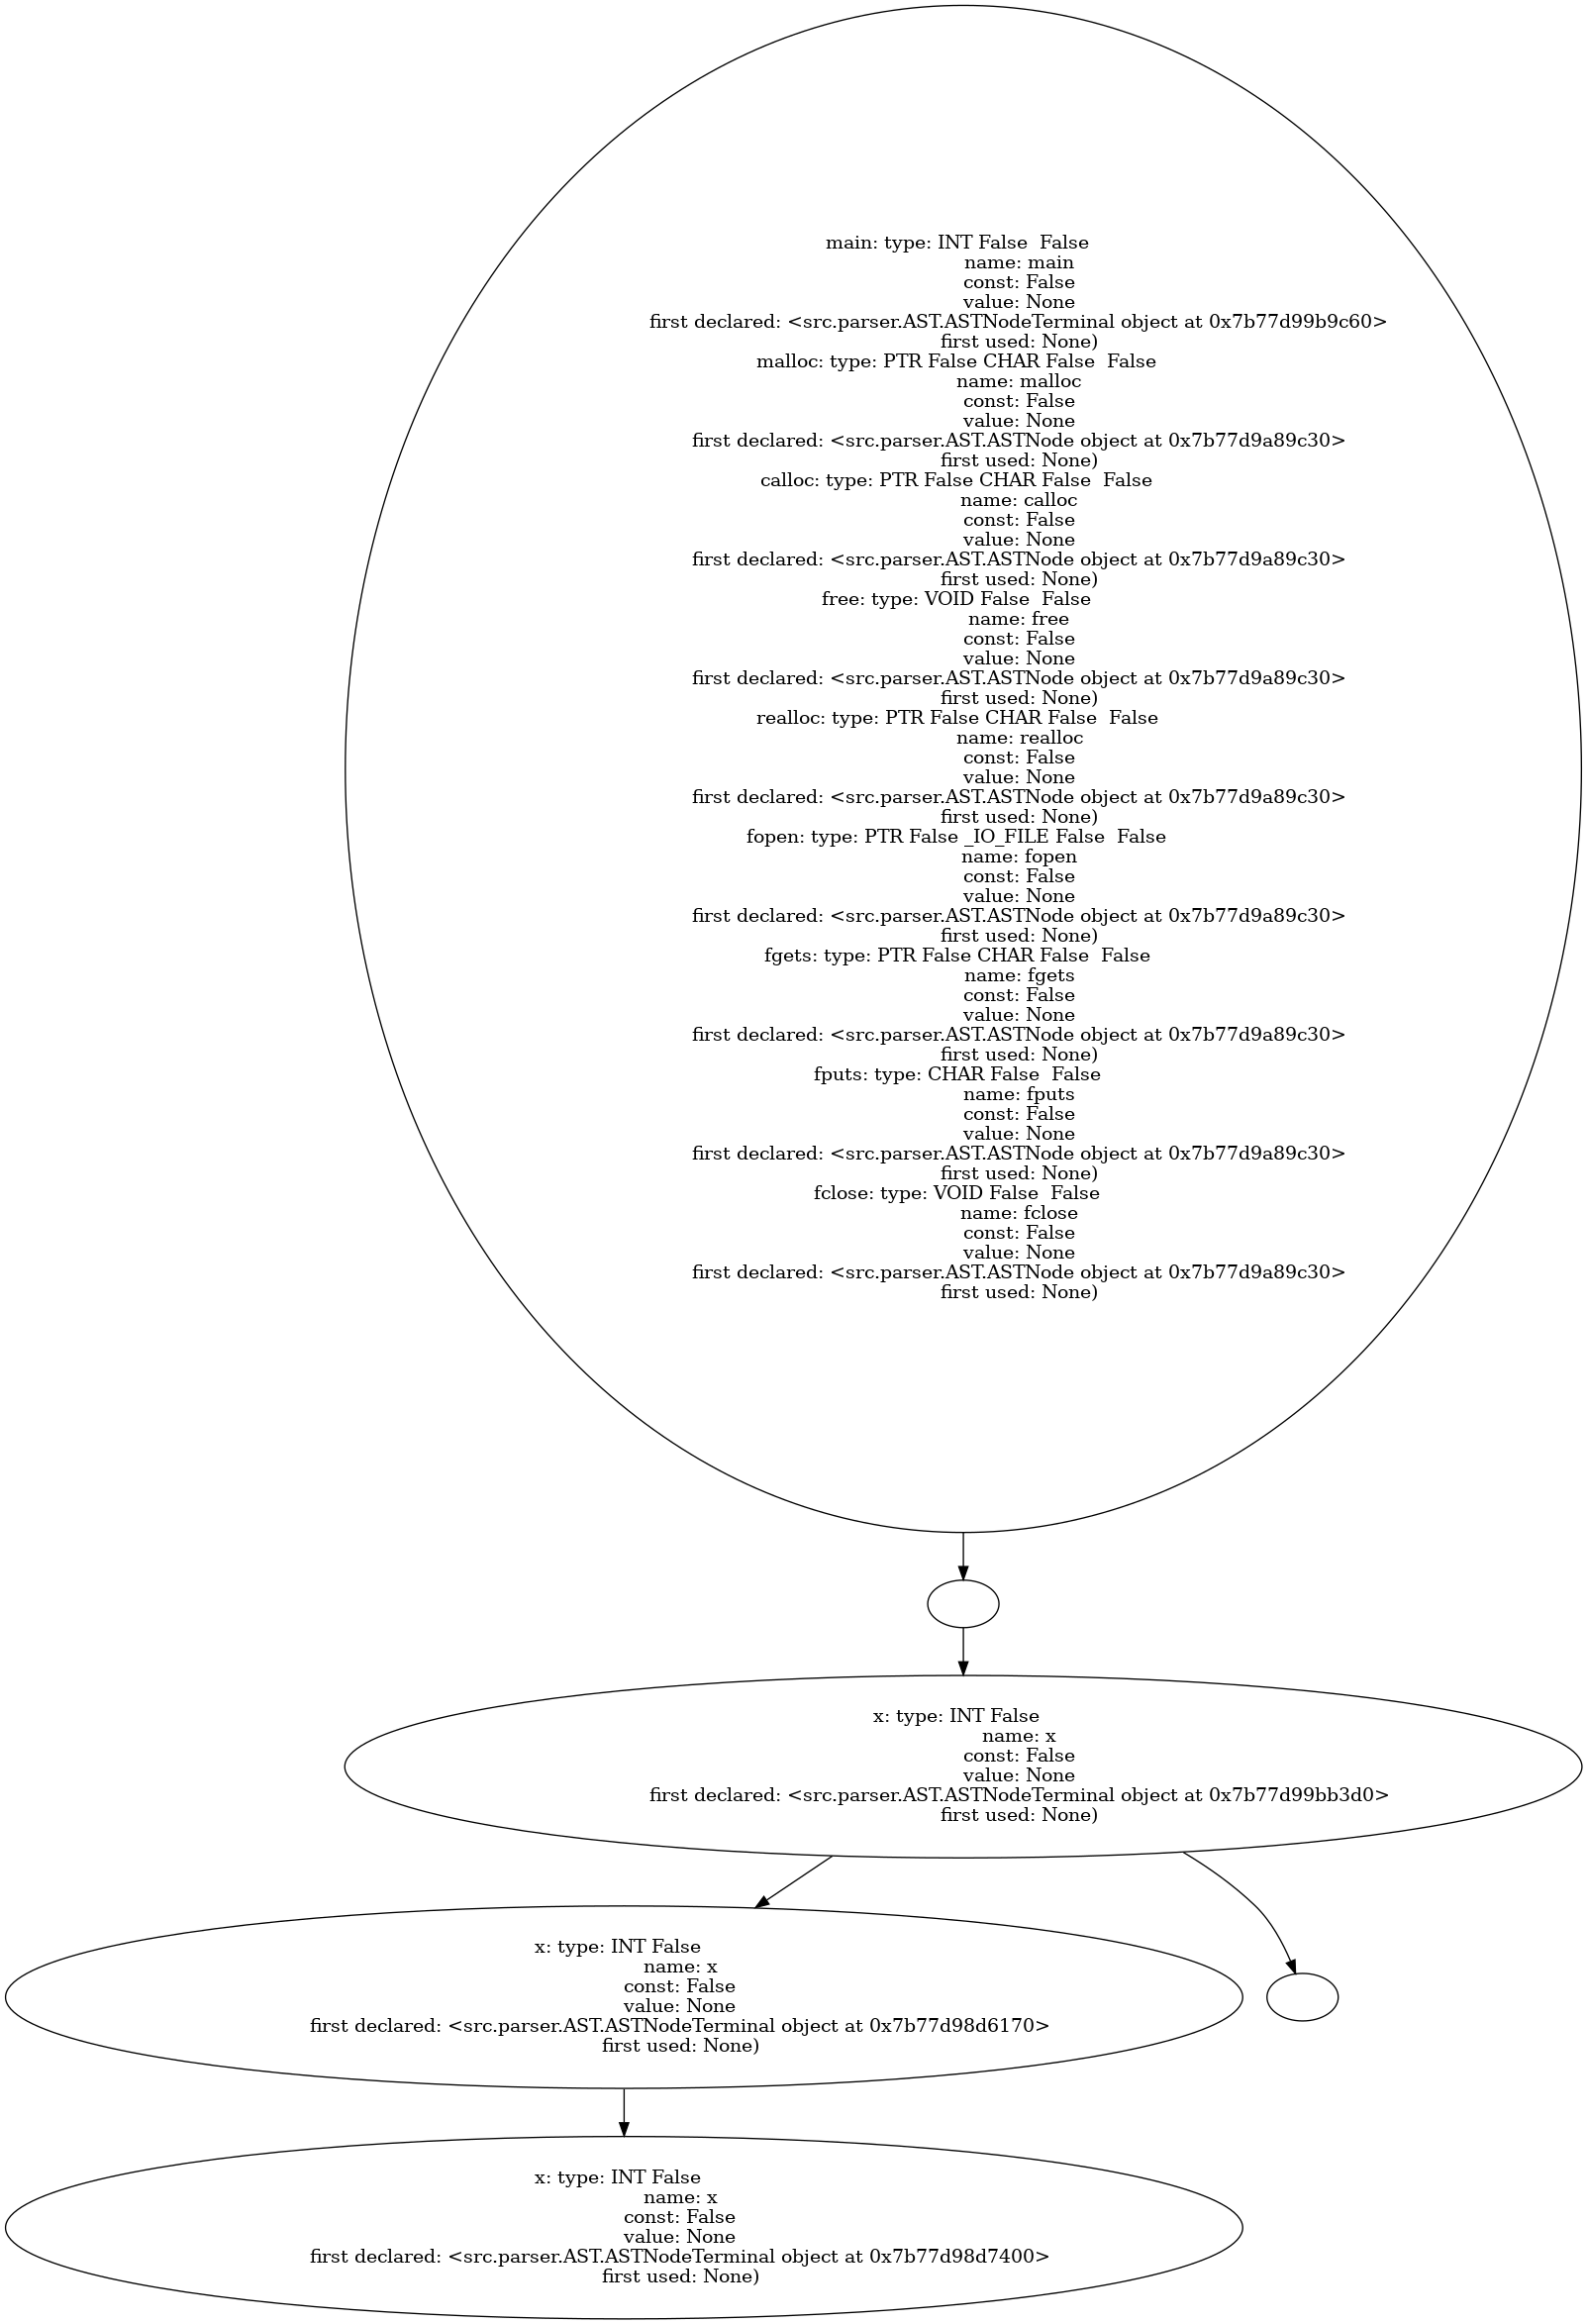 main: type: INT False  False
name: main
const: False
value: None
first declared: <src.parser.AST.ASTNodeTerminal object at 0x7b77d99b9c60>
first used: None)
malloc: type: PTR False CHAR False  False
name: malloc
const: False
value: None
first declared: <src.parser.AST.ASTNode object at 0x7b77d9a89c30>
first used: None)
calloc: type: PTR False CHAR False  False
name: calloc
const: False
value: None
first declared: <src.parser.AST.ASTNode object at 0x7b77d9a89c30>
first used: None)
free: type: VOID False  False
name: free
const: False
value: None
first declared: <src.parser.AST.ASTNode object at 0x7b77d9a89c30>
first used: None)
realloc: type: PTR False CHAR False  False
name: realloc
const: False
value: None
first declared: <src.parser.AST.ASTNode object at 0x7b77d9a89c30>
first used: None)
fopen: type: PTR False _IO_FILE False  False
name: fopen
const: False
value: None
first declared: <src.parser.AST.ASTNode object at 0x7b77d9a89c30>
first used: None)
fgets: type: PTR False CHAR False  False
name: fgets
const: False
value: None
first declared: <src.parser.AST.ASTNode object at 0x7b77d9a89c30>
first used: None)
fputs: type: CHAR False  False
name: fputs
const: False
value: None
first declared: <src.parser.AST.ASTNode object at 0x7b77d9a89c30>
first used: None)
fclose: type: VOID False  False
name: fclose
const: False
value: None
first declared: <src.parser.AST.ASTNode object at 0x7b77d9a89c30>
first used: None)
x: type: INT False
name: x
const: False
value: None
first declared: <src.parser.AST.ASTNodeTerminal object at 0x7b77d99bb3d0>
first used: None)
x: type: INT False
name: x
const: False
value: None
first declared: <src.parser.AST.ASTNodeTerminal object at 0x7b77d98d6170>
first used: None)
x: type: INT False
name: x
const: False
value: None
first declared: <src.parser.AST.ASTNodeTerminal object at 0x7b77d98d7400>
first used: None)